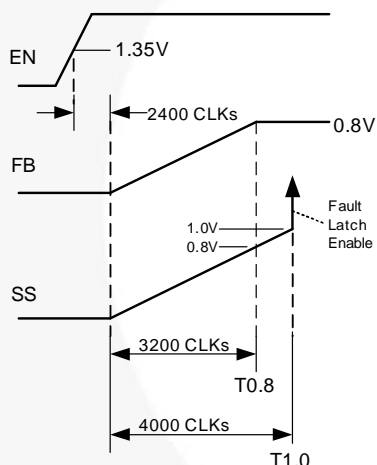 EN
1.35V
2400 CLKs
0.8V
FB
Fault
1.0V
Latch
0.8V
Enable
SS
3200 CLKs
T0.8
4000 CLKs
T1.0